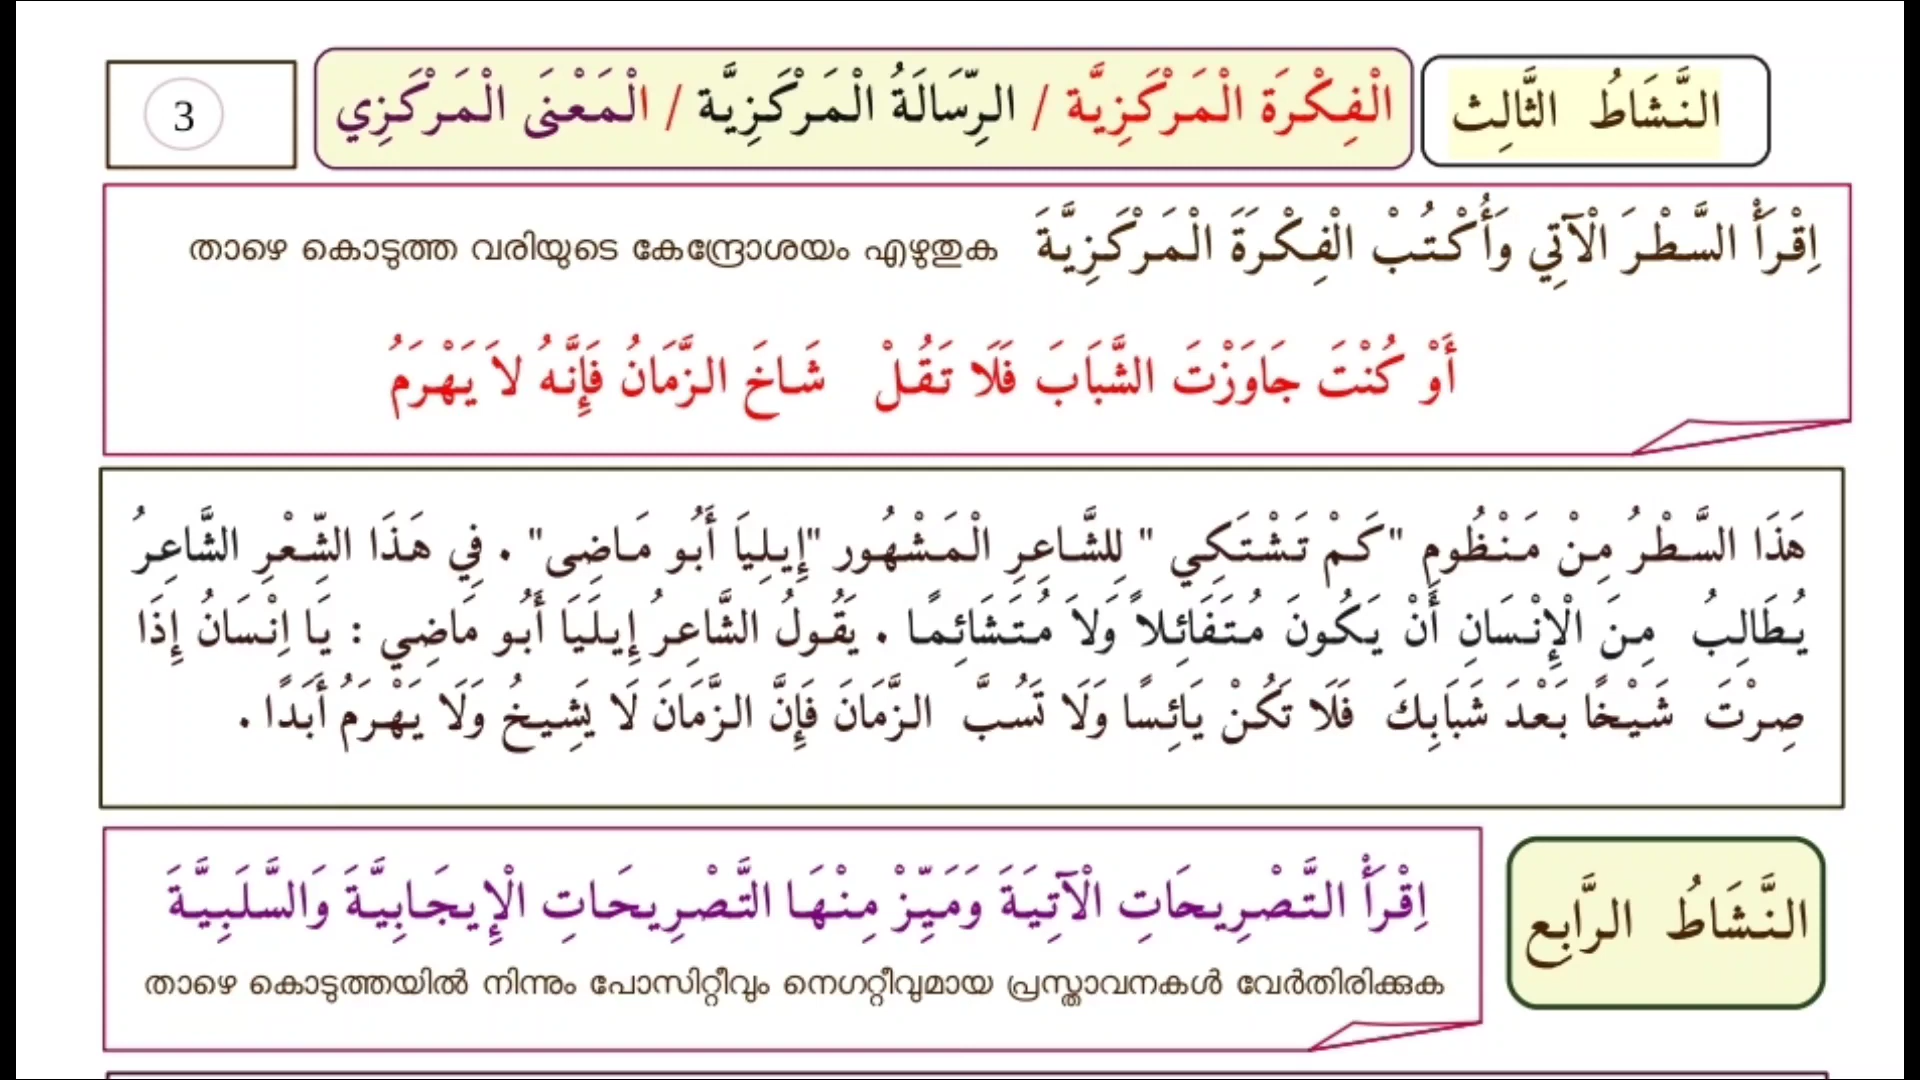 النَّشَاطُ الثَّالِث
الْفِكْرَة الْمَرْكَزِيَّة / الرِّسَالَةُ الْمَرْكَزِيَّة / الْمَعْنَى الْمَرْكَزِي
3
اِقْرَأْ السَّطْرَ الْآتِي وَأُكْتُبْ الْفِكْرَةَ الْمَرْكَزِيَّةَ താഴെ കൊടുത്ത വരിയുടെ കേന്ദ്രോശയം എഴുതുക
أَوْ كُنْتَ جَاوَزْتَ الشَّبَابَ فَلَا تَقُلْ شَاخَ الزَّمَانُ فَإِنَّهُ لاَ يَهْرَمُ
هَذَا السَّطْرُ مِنْ مَنْظُومِ "كَمْ تَشْتَكِي " لِلشَّاعِرِ الْمَشْهُور "إِيلِيَا أَبُو مَاضِى" . فِي هَذَا الشِّعْرِ الشَّاعِرُ
يُطَالِبُ مِنَ الْإِنْسَانِ أَنْ يَكُونَ مُتَفَائِلاً وَلاَ مُتَشَائِمًا . يَقُولُ الشَّاعِرُ إِيلَيَا أَبُو مَاضِي : يَا اِنْسَانُ إِذَا
صِرْتَ شَيْخًا بَعْدَ شَبَابِكَ فَلَا تَكُنْ يَائِسًا وَلَا تَسُبَّ الزَّمَانَ فَإِنَّ الزَّمَانَ لَا يَشِيخُ وَلَا يَهْرَمُ أَبَدًا .
النَّشَاطُ الرَّابِع
اِقْرَأْ التَّصْرِيحَاتِ الْآتِيَةَ وَمَيِّزْ مِنْهَا التَّصْرِيحَاتِ الْإِيجَابِيَّةَ وَالسَّلَبِيَّةَ
താഴെ കൊടുത്തയിൽ നിന്നും പോസിറ്റീവും നെഗറ്റീവുമായ പ്രസ്താവനകൾ വേർതിരിക്കുക